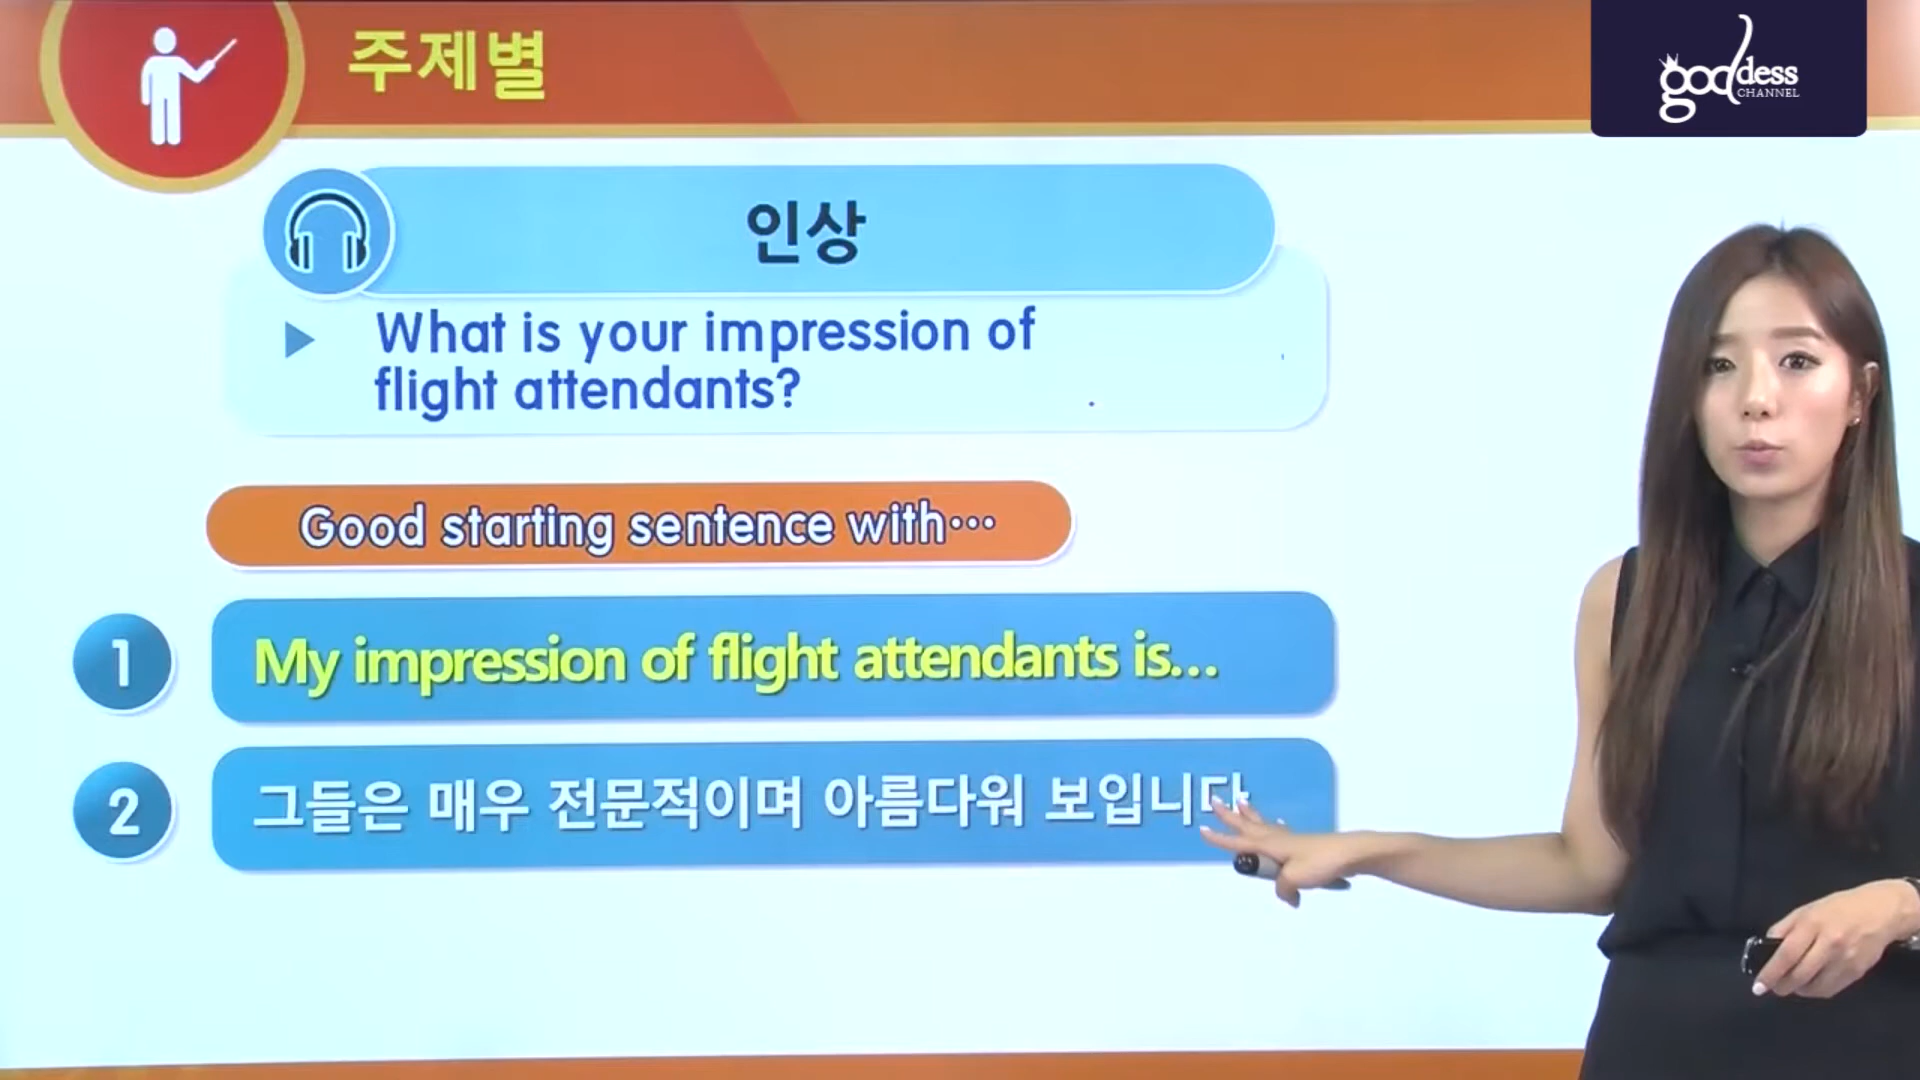 주제별
goddess
CHANNEL
인상
What is your impression of
flight attendants?
Good starting sentence with…
1
My impression of flight attendants is...
2
그들은 매우 전문적이며 아름다워 보입니다